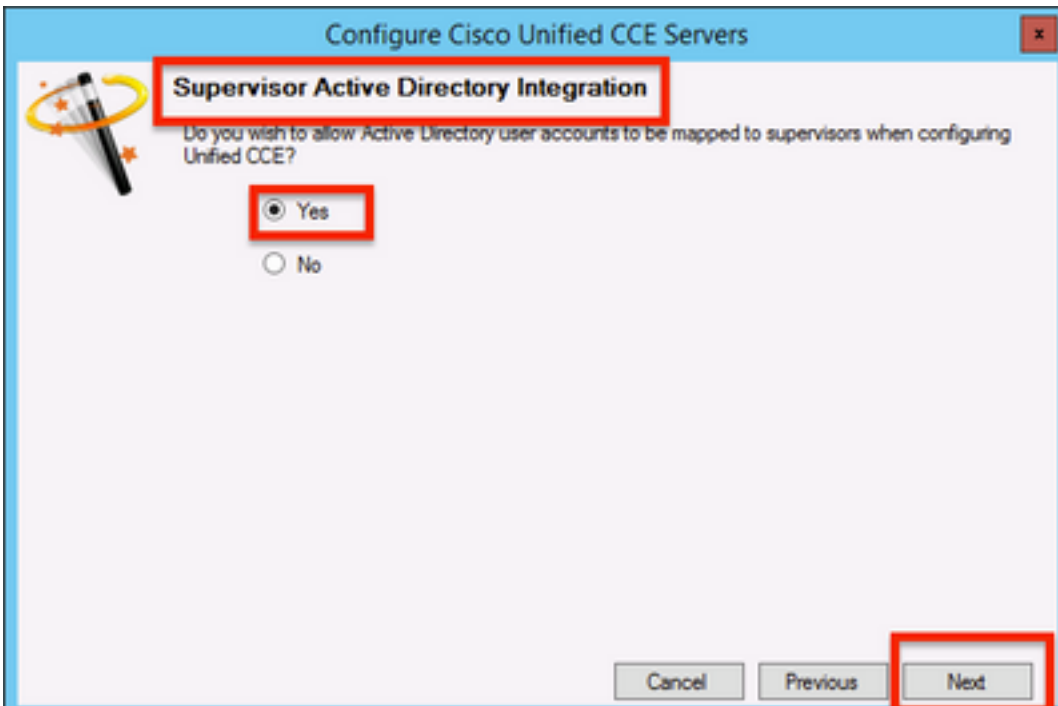 Configure Cisco Unified CCE Servers
x
Supervisor Active Directory Integration
Do you wish to allow Active Directory user accounts to be mapped to supervisors when configuring
Unified CCE?
Yes
No
Cancel Previous Next